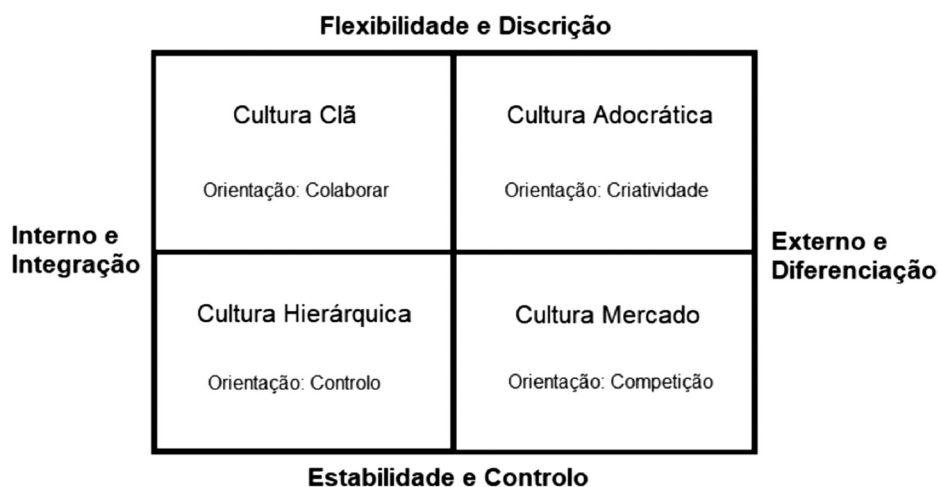 Flexibilidade e Discrição
Cultura Clã
Cultura Adocrática
Orientação: Colaborar
Orientação: Criatividade
Interno e
Integração
Externo e
Diferenciação
Cultura Hierárquica
Cultura Mercado
Orientação: Controlo
Orientação: Competição
Estabilidade e Controlo